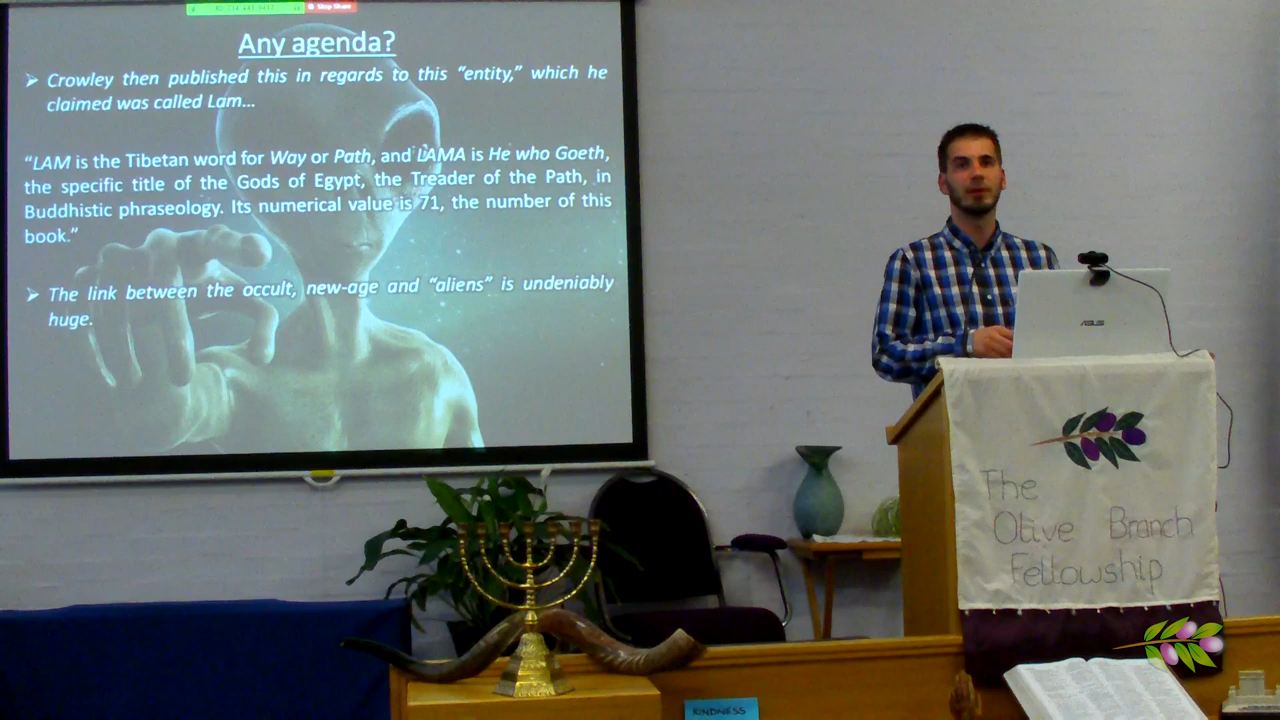 Stop Share
Any agenda?
➢ Crowley then published this in regards to this “entity,” which he
claimed was called Lam…
“LAM is the Tibetan word for Way or Path, and LAMA is He who Goeth,
the specific title of the Gods of Egypt, the Treader of the Path, in
Buddhistic phraseology. Its numerical value is 71, the number of this
book.”
➢ The link between the occult, new-age and “aliens” is undeniably
huge.
ASUS
The
Olive Branch
Fellowship
KINDNESS